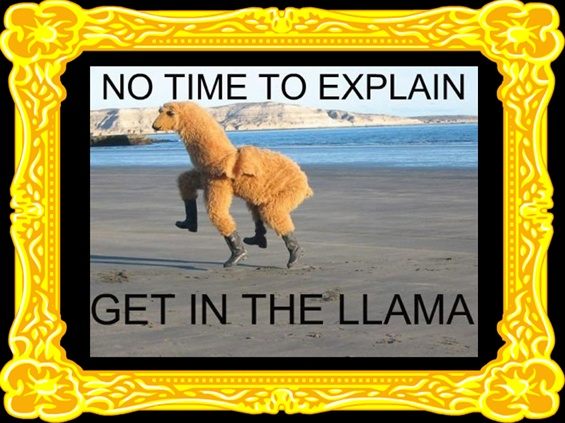 NO TIME TO EXPLAIN
GET IN THE LLAMA